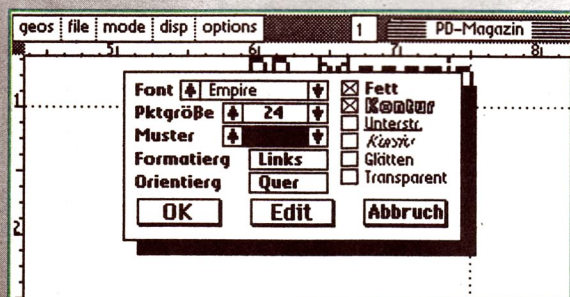 geos file mode disp options 1 PD-Magazin
5 6 7 8
1
Font Empire
Pktgröße 24
Muster
Formatierg Links
Orientierg Quer
Fett
Kontur
Unterstr.
Kursiv
Glätten
Transparent
OK Edit Abbruch
2